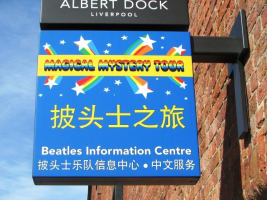 ALBERT DOCK
LIVERPOOL
MAGICAL MYSTERY TOUR
披头士之旅
Beatles Information Centre
披头士乐队信息中心 • 中文服务